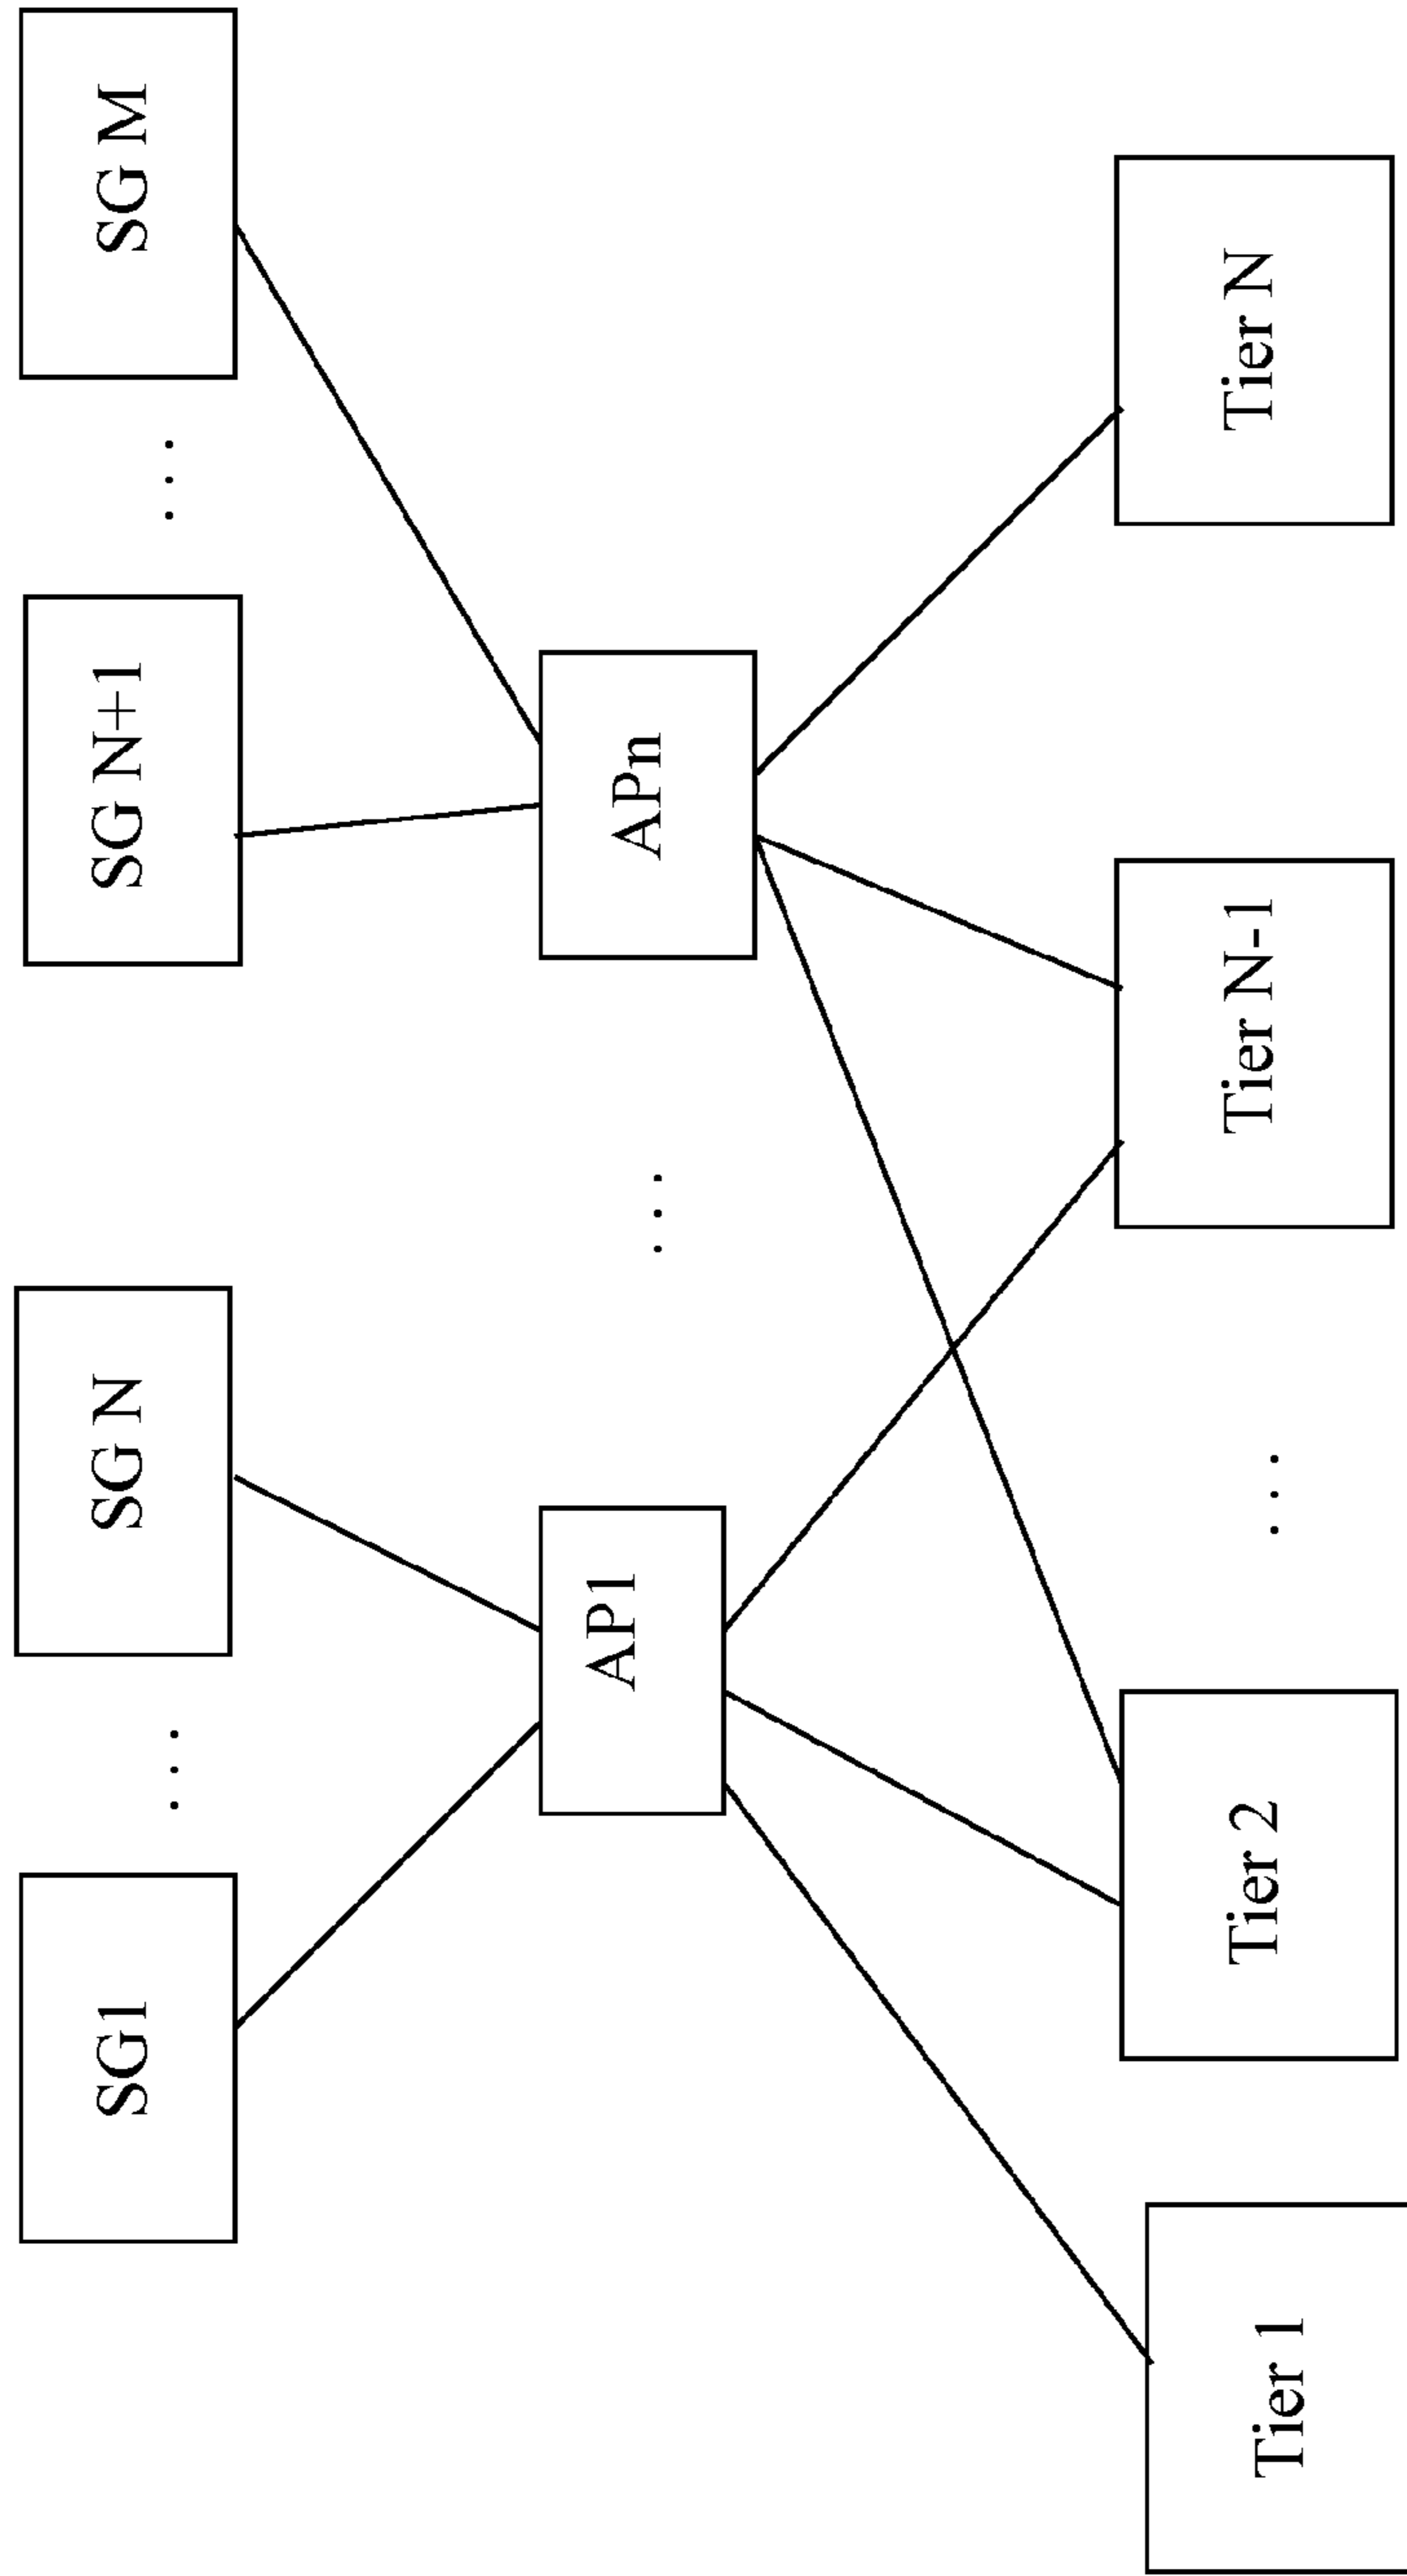 SG1
...
SG N
SG N+1
...
SG M
AP1
...
APn
Tier 1
Tier 2
...
Tier N-1
Tier N